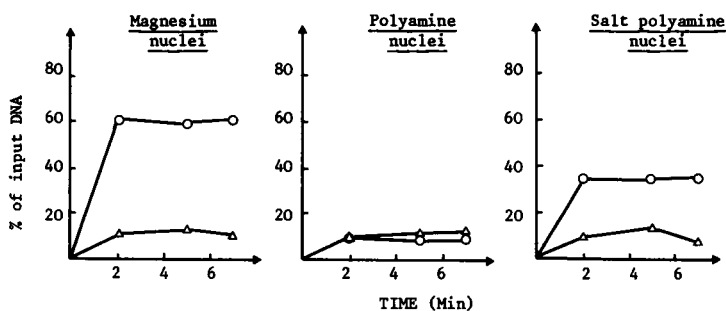 Magnesium
nuclei
Polyamine
nuclei
Salt polyamine
nuclei
% of input DNA
80
60
40
20
2 4 6
80
60
40
20
2 4 6
80
60
40
20
2 4 6
TIME (Min)